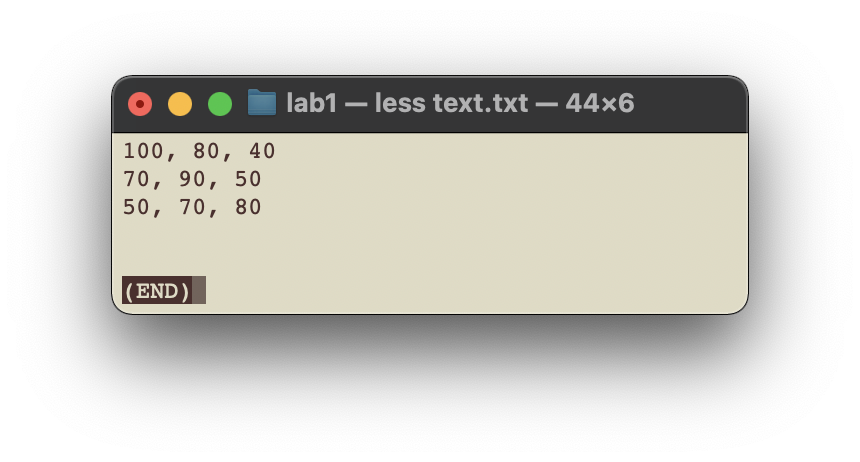 lab1 — less text.txt — 44×6
100, 80, 40
70, 90, 50
50, 70, 80
(END)